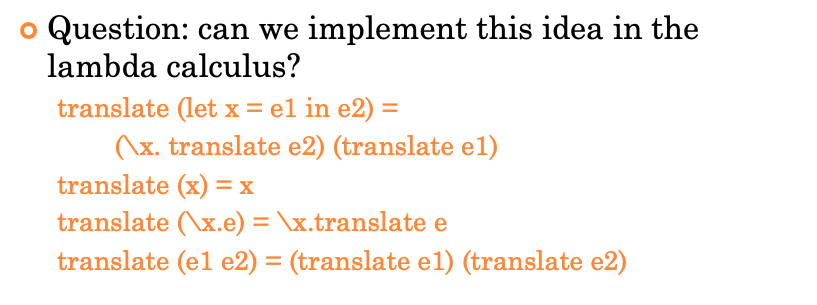 Question: can we implement this idea in the
lambda calculus?
translate (let x = e1 in e2) =
(\x. translate e2) (translate e1)
translate (x) = x
translate (\x.e) = \x.translate e
translate (e1 e2) = (translate e1) (translate e2)